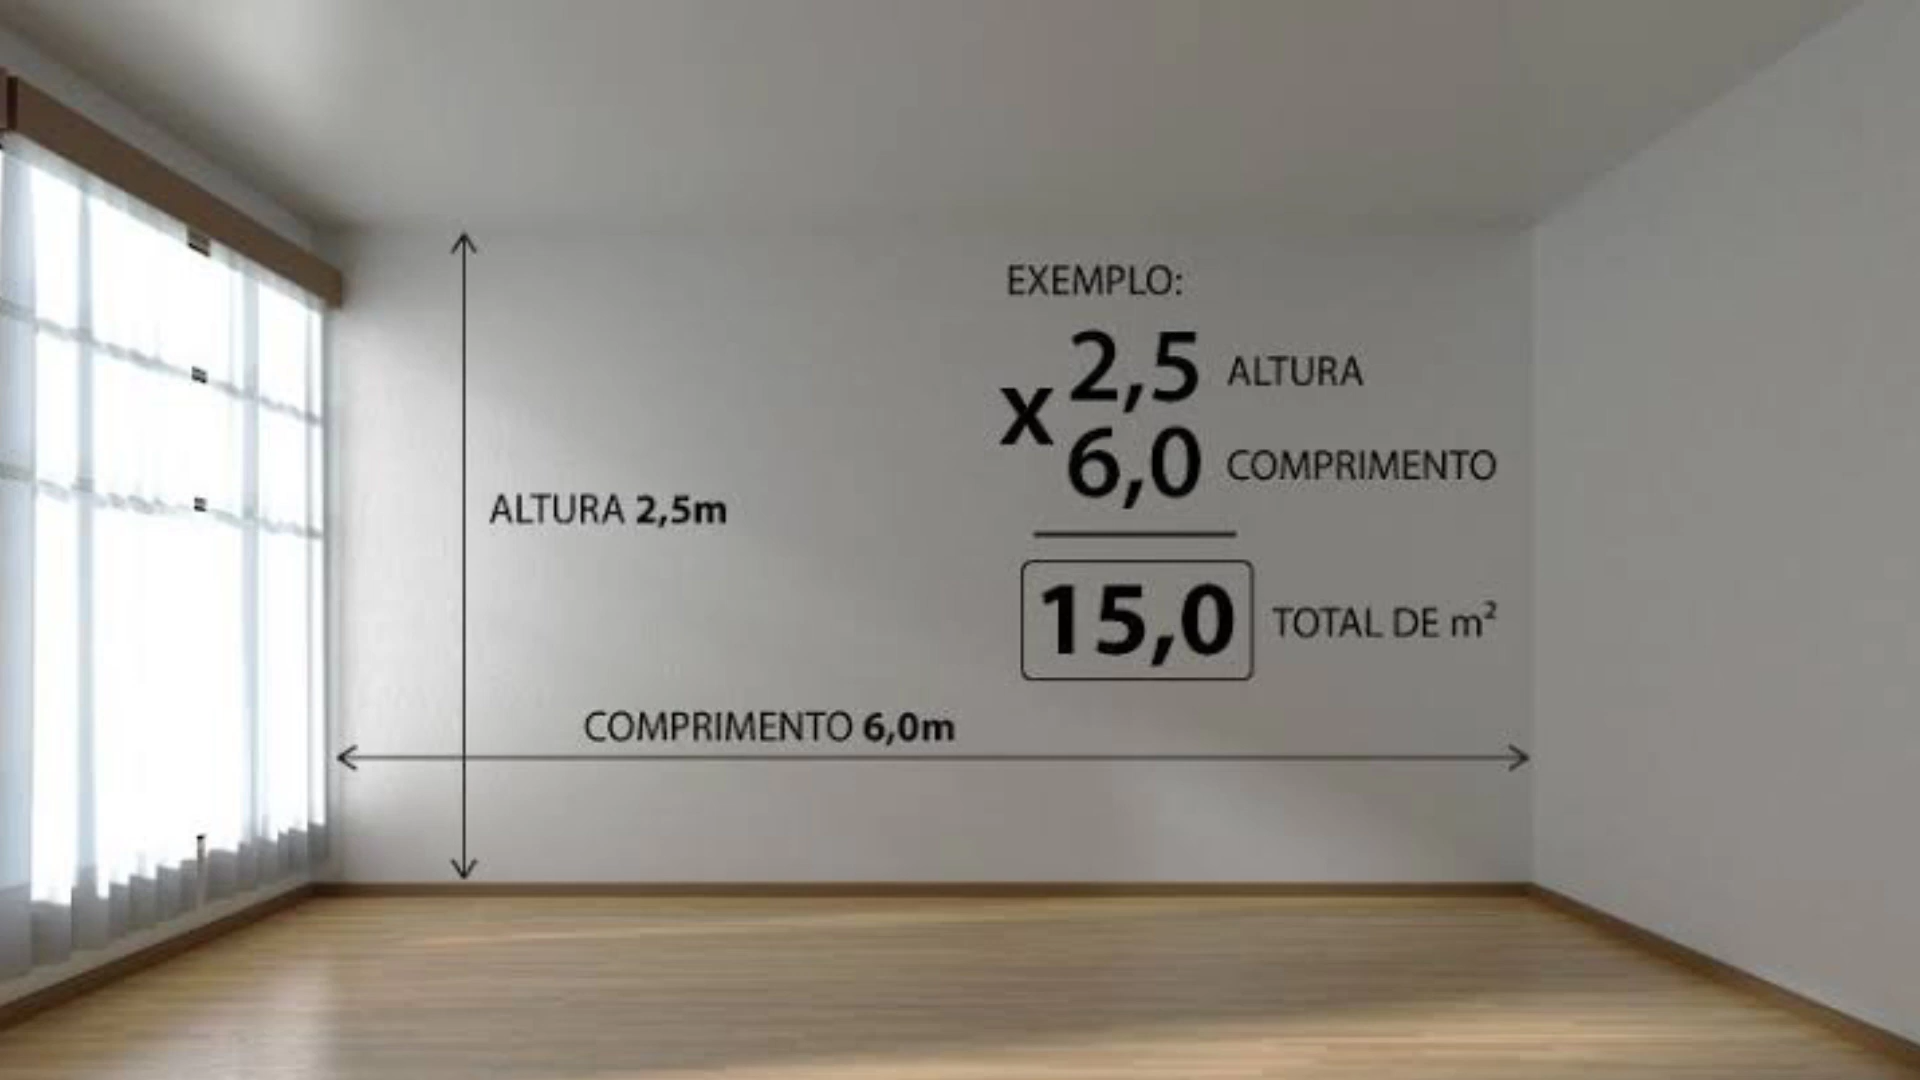 EXEMPLO:
x 2,5 ALTURA
6,0 COMPRIMENTO
15,0 TOTAL DE m²
ALTURA 2,5m
COMPRIMENTO 6,0m